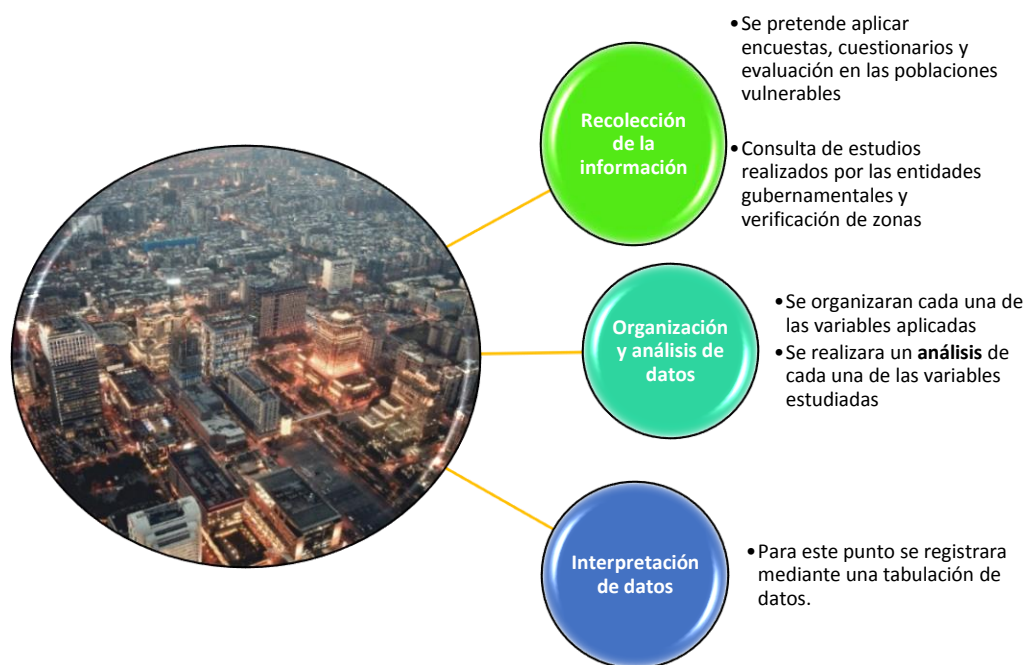 •Se pretende aplicar
encuestas, cuestionarios y
evaluación en las poblaciones
vulnerables
Recolección
de la
información
•Consulta de estudios
realizados por las entidades
gubernamentales y
verificación de zonas
Organización
y análisis de
datos
•Se organizaran cada una de
las variables aplicadas
•Se realizara un análisis de
cada una de las variables
estudiadas
Interpretación
de datos
•Para este punto se registrara
mediante una tabulación de
datos.